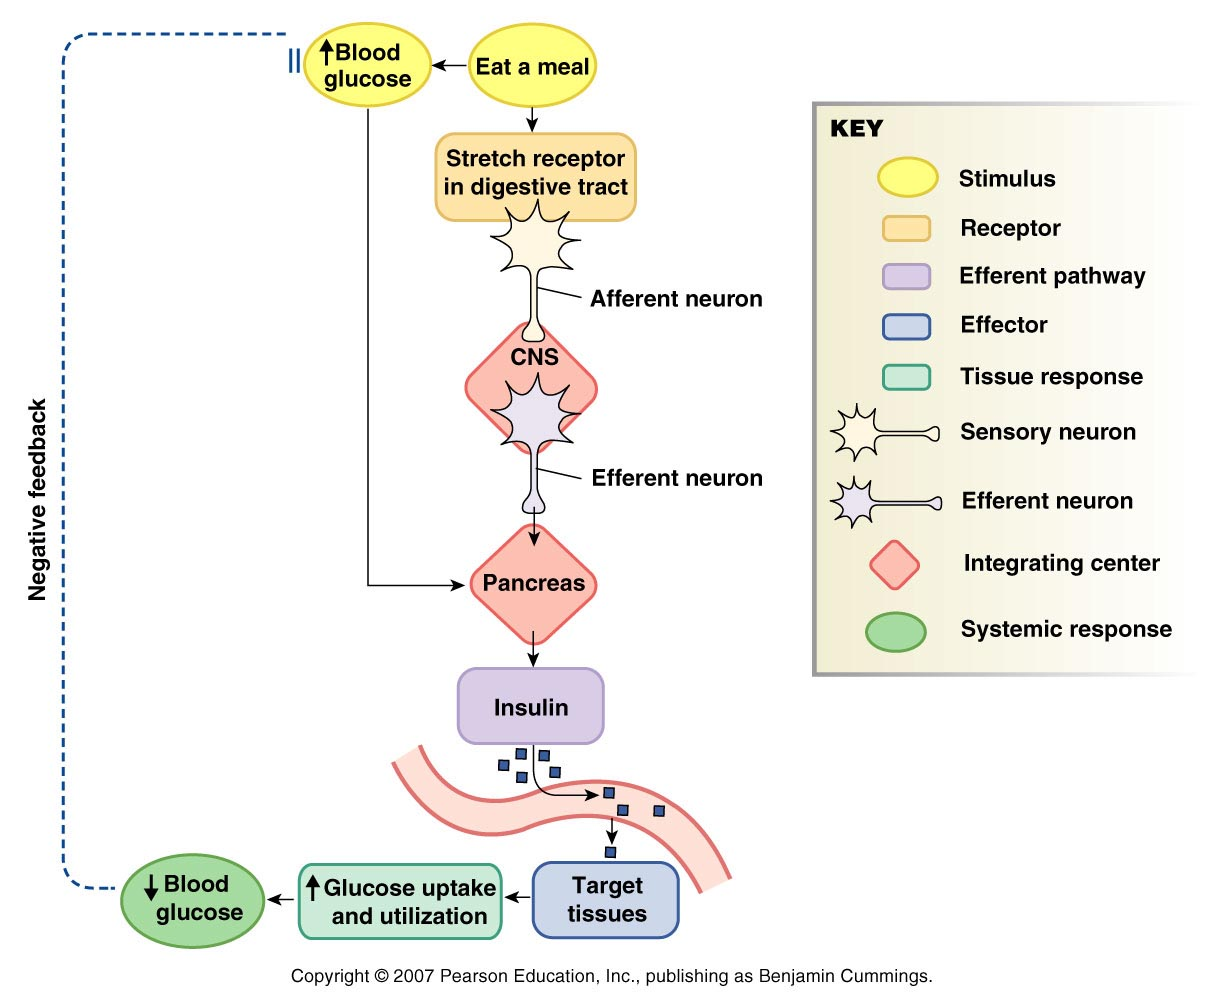 ↑Blood
glucose
Eat a meal
Stretch receptor
in digestive tract
Afferent neuron
CNS
Efferent neuron
Pancreas
Insulin
Target
tissues
↑Glucose uptake
and utilization
↓Blood
glucose
Negative feedback
KEY
Stimulus
Receptor
Efferent pathway
Effector
Tissue response
Sensory neuron
Efferent neuron
Integrating center
Systemic response
Copyright © 2007 Pearson Education, Inc., publishing as Benjamin Cummings.